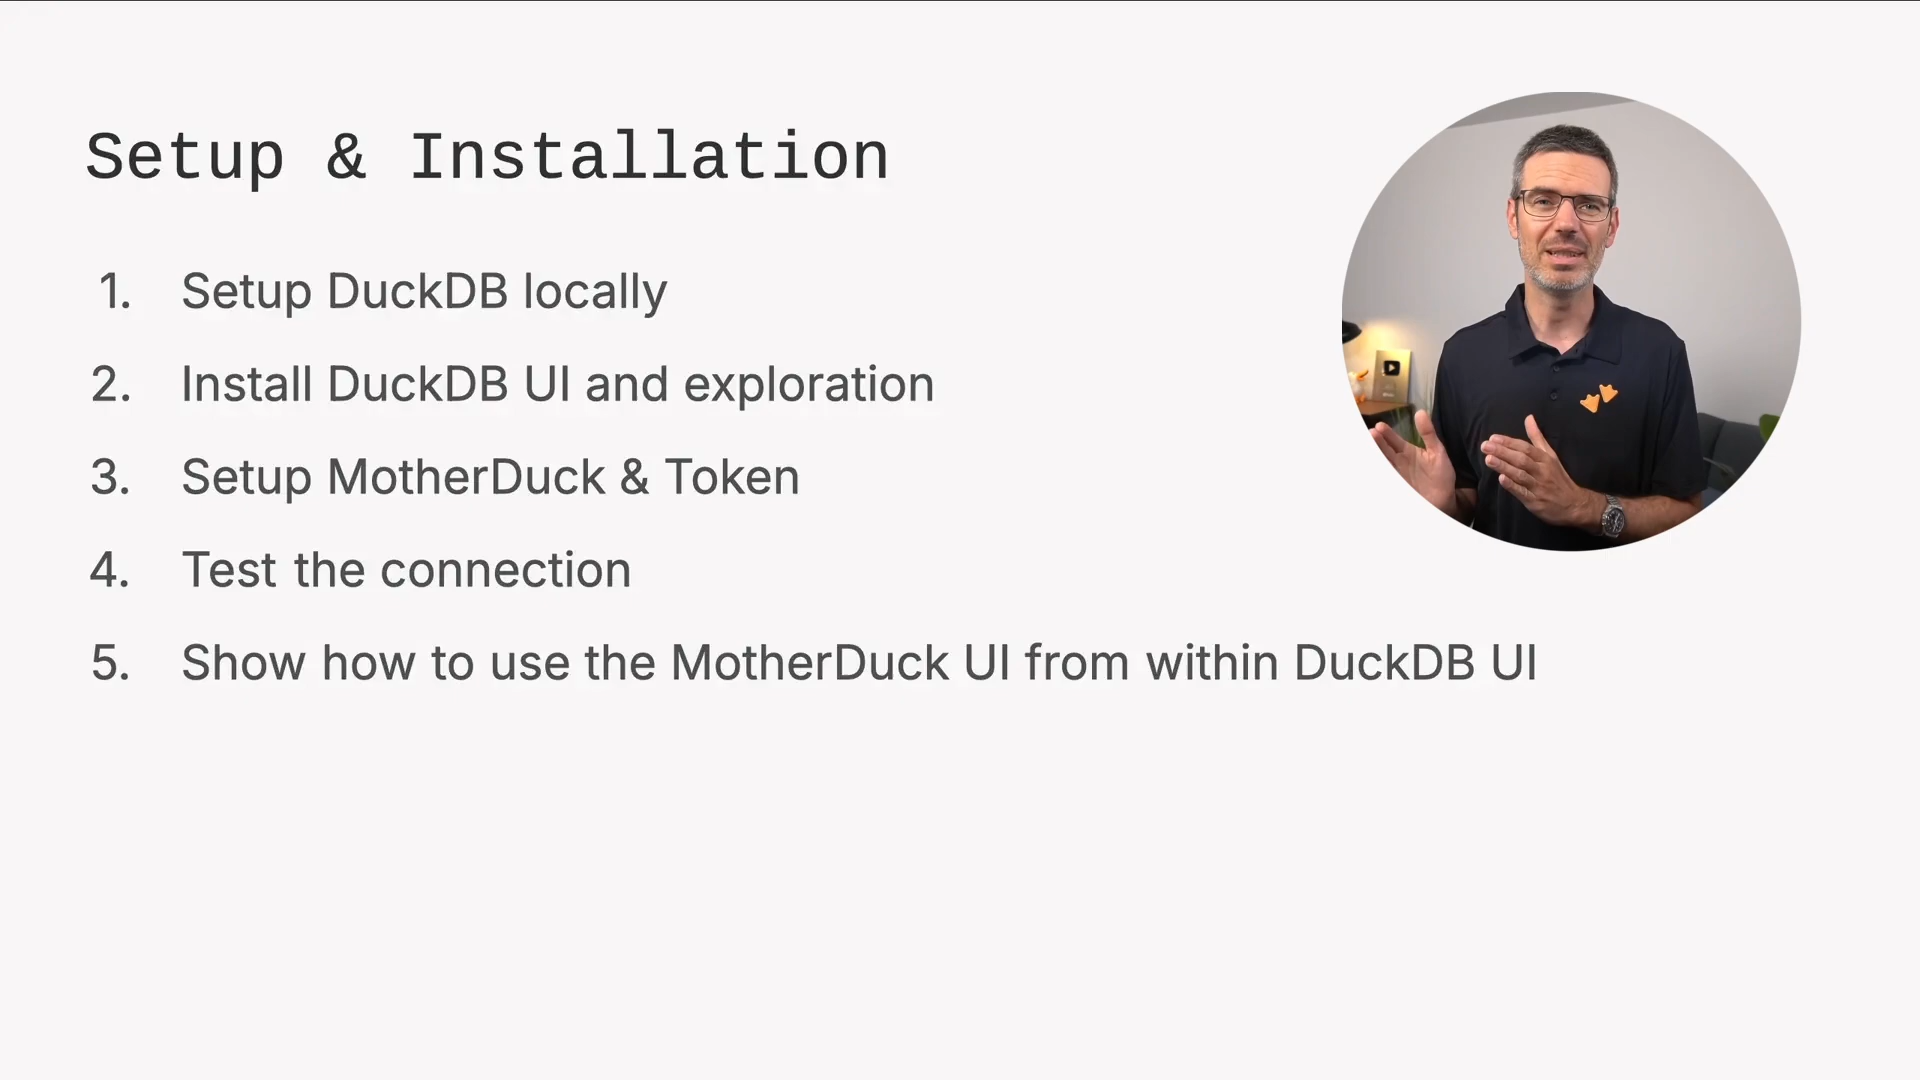 Setup & Installation
1. Setup DuckDB locally
2. Install DuckDB UI and exploration
3. Setup MotherDuck & Token
4. Test the connection
5. Show how to use the MotherDuck UI from within DuckDB UI